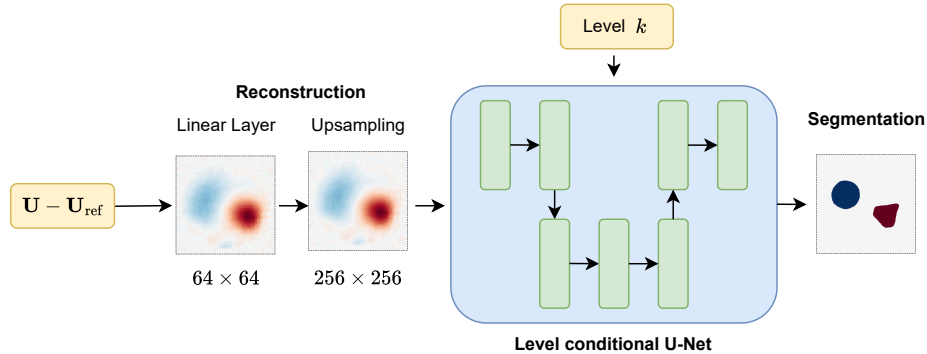 Level k
Reconstruction
Linear Layer
Upsampling
Segmentation
U − U_ref
64 × 64
256 × 256
Level conditional U-Net